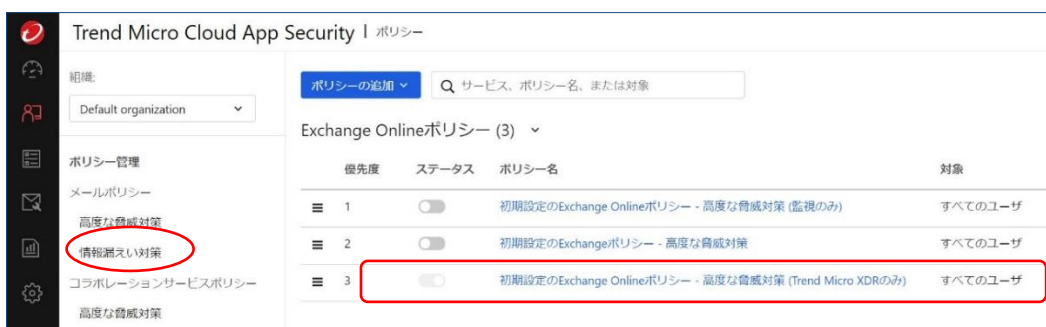 Trend Micro Cloud App Security | ポリシー
組織:
Default organization
ポリシー管理
メールポリシー
高度な脅威対策
情報漏えい対策
コラボレーションサービスポリシー
高度な脅威対策
ポリシーの追加
サービス、ポリシー名、または対象
Exchange Onlineポリシー (3)
優先度 ステータス ポリシー名 対象
1 初期設定のExchange Onlineポリシー - 高度な脅威対策 (監視のみ) すべてのユーザ
2 初期設定のExchangeポリシー - 高度な脅威対策 すべてのユーザ
3 初期設定のExchange Onlineポリシー - 高度な脅威対策 (Trend Micro XDRのみ) すべてのユーザ